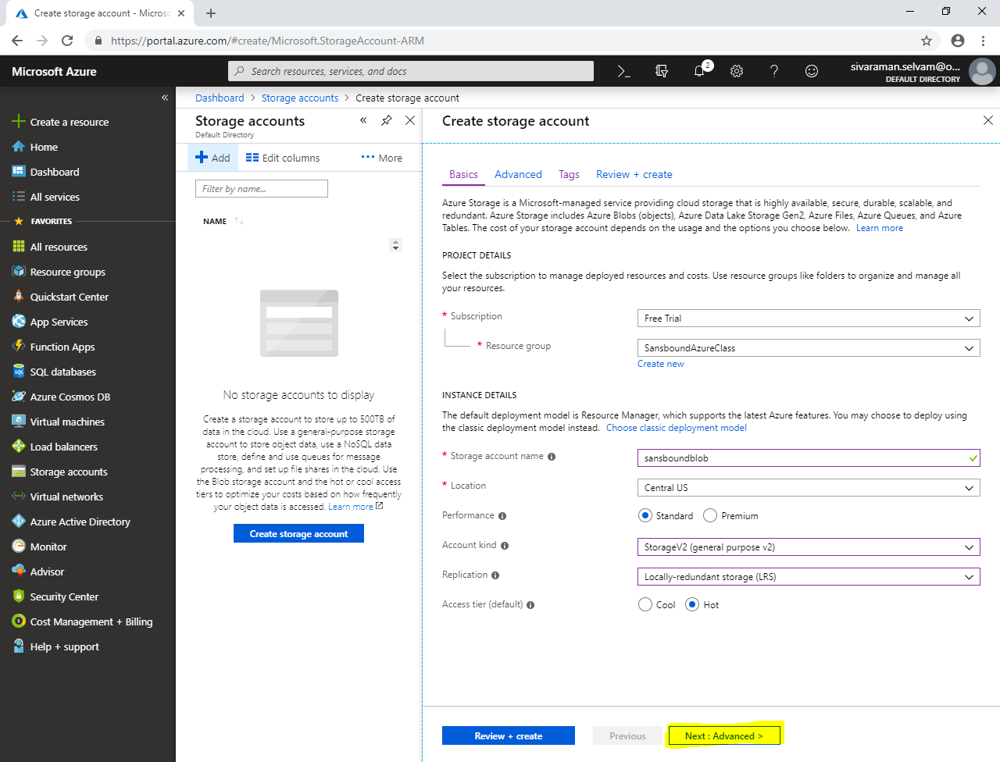 Create storage account - Micros
https://portal.azure.com/#create/Microsoft.StorageAccount-ARM
Microsoft Azure
Search resources, services, and docs
2
sivaraman.selvam@o...
DEFAULT DIRECTORY
Create a resource
Home
Dashboard
All services
FAVORITES
All resources
Resource groups
Quickstart Center
App Services
Function Apps
SQL databases
Azure Cosmos DB
Virtual machines
Load balancers
Storage accounts
Virtual networks
Azure Active Directory
Monitor
Advisor
Security Center
Cost Management + Billing
Help + support
Dashboard > Storage accounts > Create storage account
Storage accounts
Default Directory
Add Edit columns ••• More
Filter by name...
NAME
No storage accounts to display
Create a storage account to store up to 500TB of
data in the cloud. Use a general-purpose storage
account to store object data, use a NoSQL data
store, define and use queues for message
processing, and set up file shares in the cloud. Use
the Blob storage account and the hot or cool access
tiers to optimize your costs based on how frequently
your object data is accessed. Learn more
Create storage account
Create storage account
Basics Advanced Tags Review + create
Azure Storage is a Microsoft-managed service providing cloud storage that is highly available, secure, durable, scalable, and
redundant. Azure Storage includes Azure Blobs (objects), Azure Data Lake Storage Gen2, Azure Files, Azure Queues, and Azure
Tables. The cost of your storage account depends on the usage and the options you choose below. Learn more
PROJECT DETAILS
Select the subscription to manage deployed resources and costs. Use resource groups like folders to organize and manage all
your resources.
* Subscription Free Trial
* Resource group SansboundAzureClass
Create new
INSTANCE DETAILS
The default deployment model is Resource Manager, which supports the latest Azure features. You may choose to deploy using
the classic deployment model instead. Choose classic deployment model
* Storage account name sansboundblob
* Location Central US
Performance Standard Premium
Account kind StorageV2 (general purpose v2)
Replication Locally-redundant storage (LRS)
Access tier (default) Cool Hot
Review + create Previous Next : Advanced >